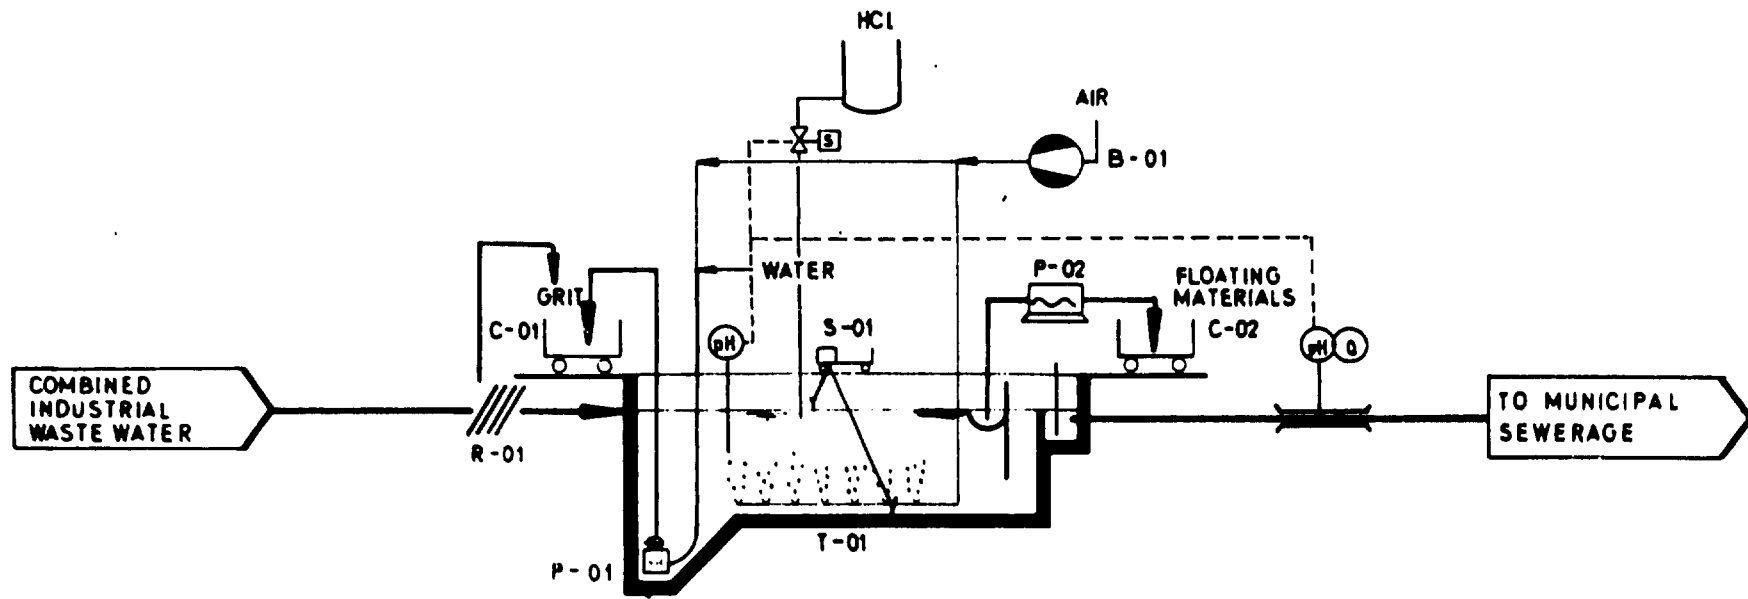 HCl
AIR
S
B-01
WATER
P-02
FLOATING
MATERIALS
GRIT
C-01
S-01
C-02
pH
pH
Q
COMBINED
INDUSTRIAL
WASTE WATER
TO MUNICIPAL
SEWERAGE
R-01
T-01
P-01